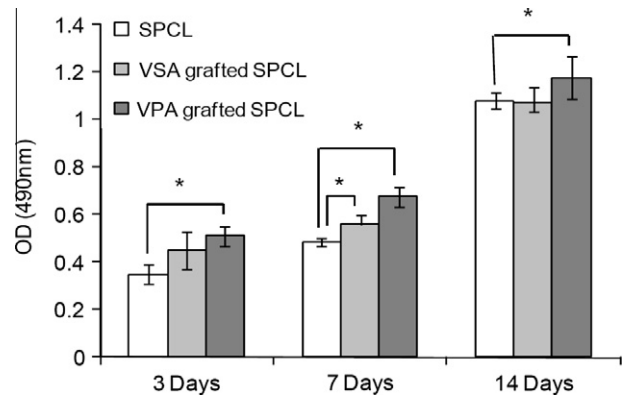 1.4
1.2
1
0.8
0.6
0.4
0.2
0
OD (490nm)
SPCL
VSA grafted SPCL
VPA grafted SPCL
*
*
*
*
3 Days
7 Days
14 Days